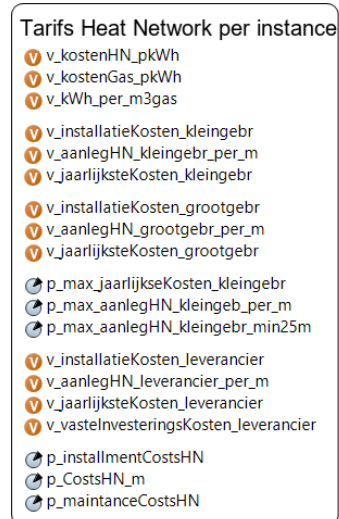 Tarifs Heat Network per instance
v_kostenHN_pkWh
v_kostenGas_pkWh
v_kWh_per_m3gas
v_installatieKosten_kleingebr
v_aanlegHN_kleingebr_per_m
v_jaarlijksteKosten_kleingebr
v_installatieKosten_grootgebr
v_aanlegHN_grootgebr_per_m
v_jaarlijksteKosten_grootgebr
p_max_jaarlijkseKosten_kleingebr
p_max_aanlegHN_kleingeb_per_m
p_max_aanlegHN_kleingebr_min25m
v_installatieKosten_leverancier
v_aanlegHN_leverancier_per_m
v_jaarlijksteKosten_leverancier
v_vasteInvesteringsKosten_leverancier
p_installmentCostsHN
p_CostsHN_m
p_maintanceCostsHN